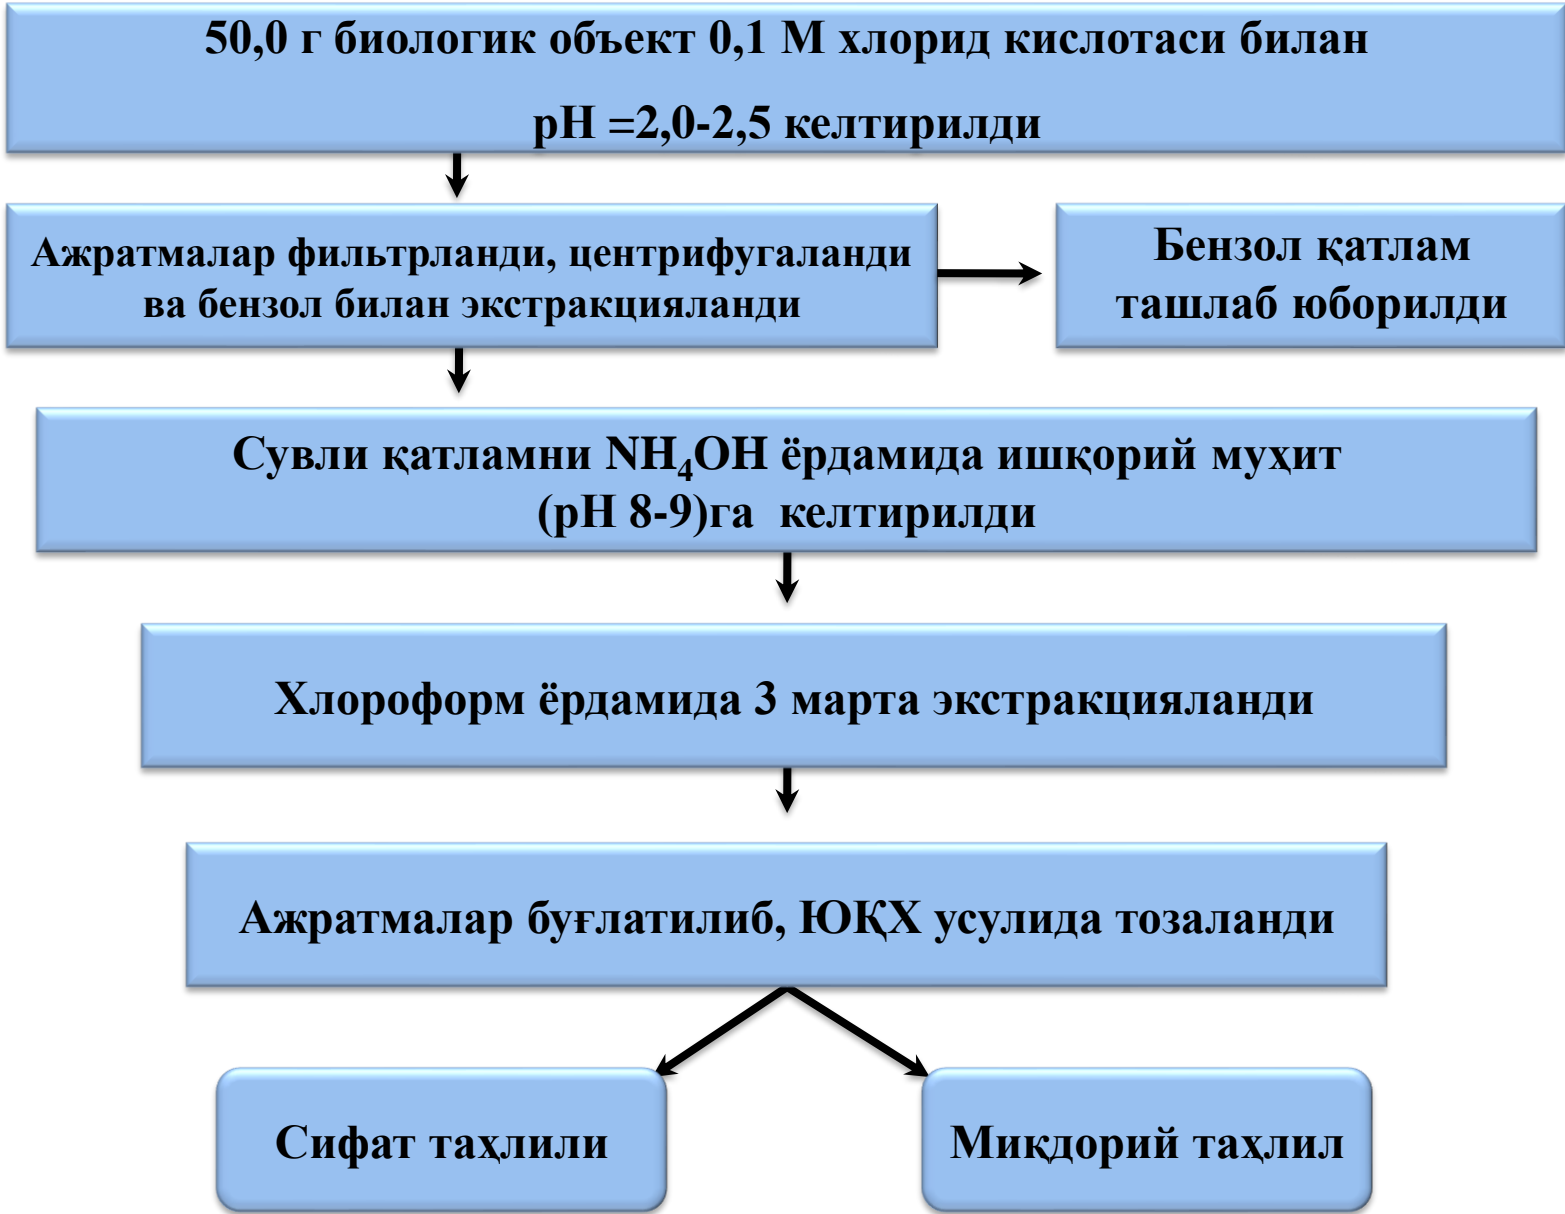 50,0 г биологик объект 0,1 М хлорид кислотаси билан
рН =2,0-2,5 келтирилди
Ажратмалар фильтрланди, центрифугаланди
ва бензол билан экстракцияланди
Бензол қатлам
ташлаб юборилди
Сувли қатламни NH₄OH ёрдамида ишқорий муҳит
(рН 8-9)га келтирилди
Хлороформ ёрдамида 3 марта экстракцияланди
Ажратмалар буғлатилиб, ЮҚХ усулида тозаланди
Сифат таҳлили
Миқдорий таҳлил